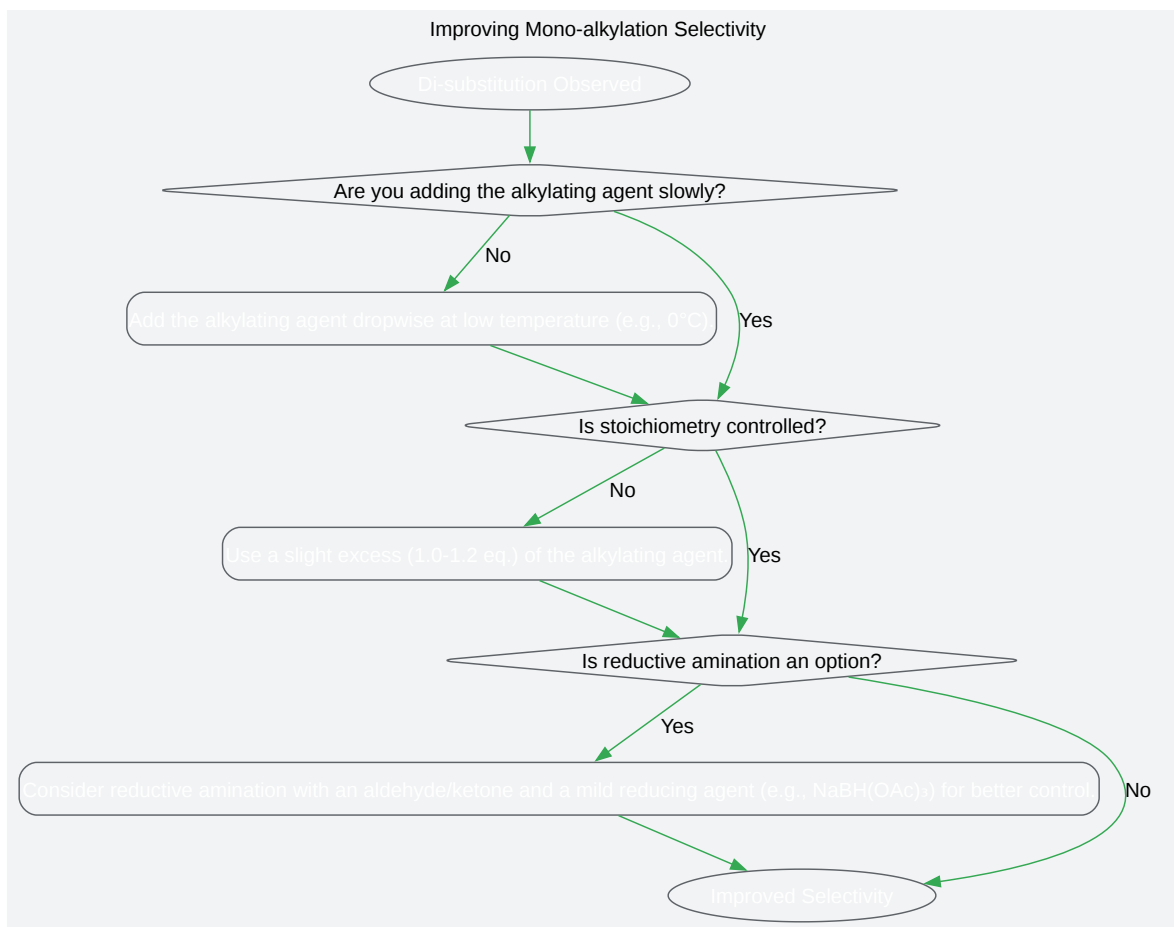 Improving Mono-alkylation Selectivity
Di-substitution Observed
Are you adding the alkylating agent slowly?
No
Add the alkylating agent dropwise at low temperature (e.g., 0°C).
Yes
Is stoichiometry controlled?
No
Use a slight excess (1.0-1.2 eq.) of the alkylating agent.
Yes
Is reductive amination an option?
Yes
Consider reductive amination with an aldehyde/ketone and a mild reducing agent (e.g., NaBH(OAc)₃) for better control.
No
Improved Selectivity